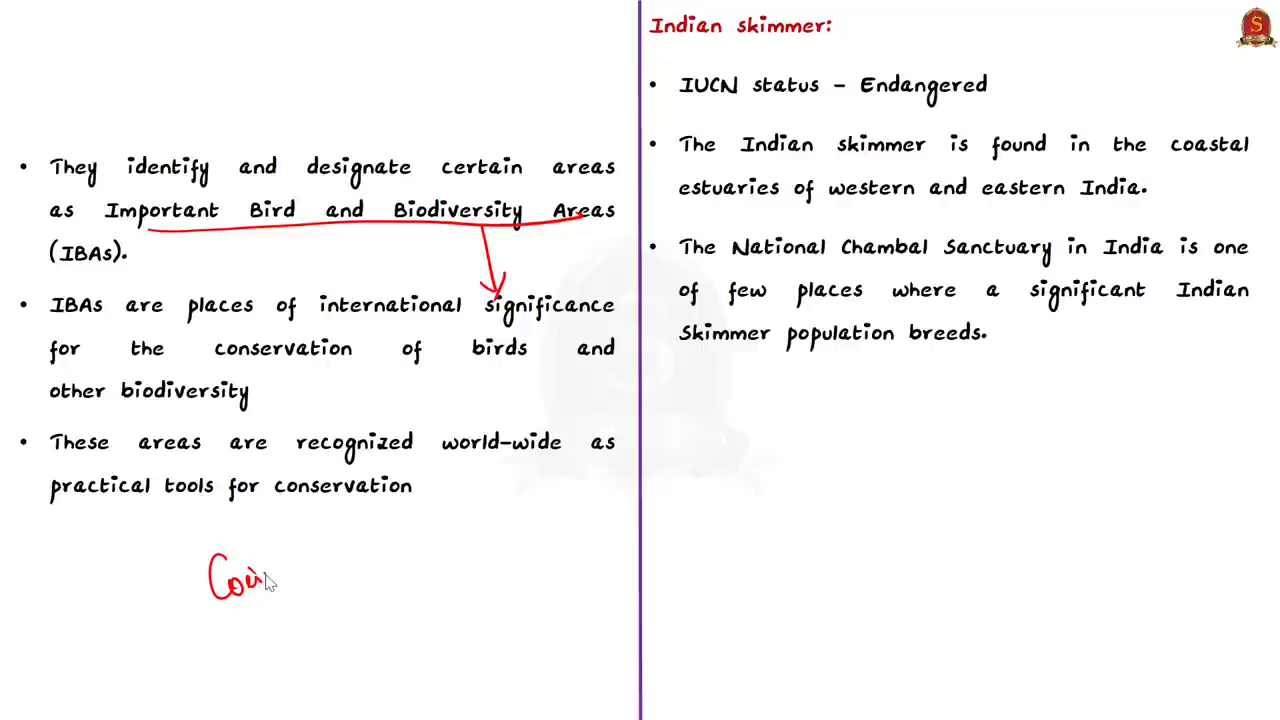 They identify and designate certain areas
as Important Bird and Biodiversity Areas
(IBAs).
IBAs are places of international significance
for the conservation of birds and
other biodiversity
These areas are recognized world-wide as
practical tools for conservation
Indian skimmer:
IUCN status - Endangered
The Indian skimmer is found in the coastal
estuaries of western and eastern India.
The National Chambal Sanctuary in India is one
of few places where a significant Indian
Skimmer population breeds.
S